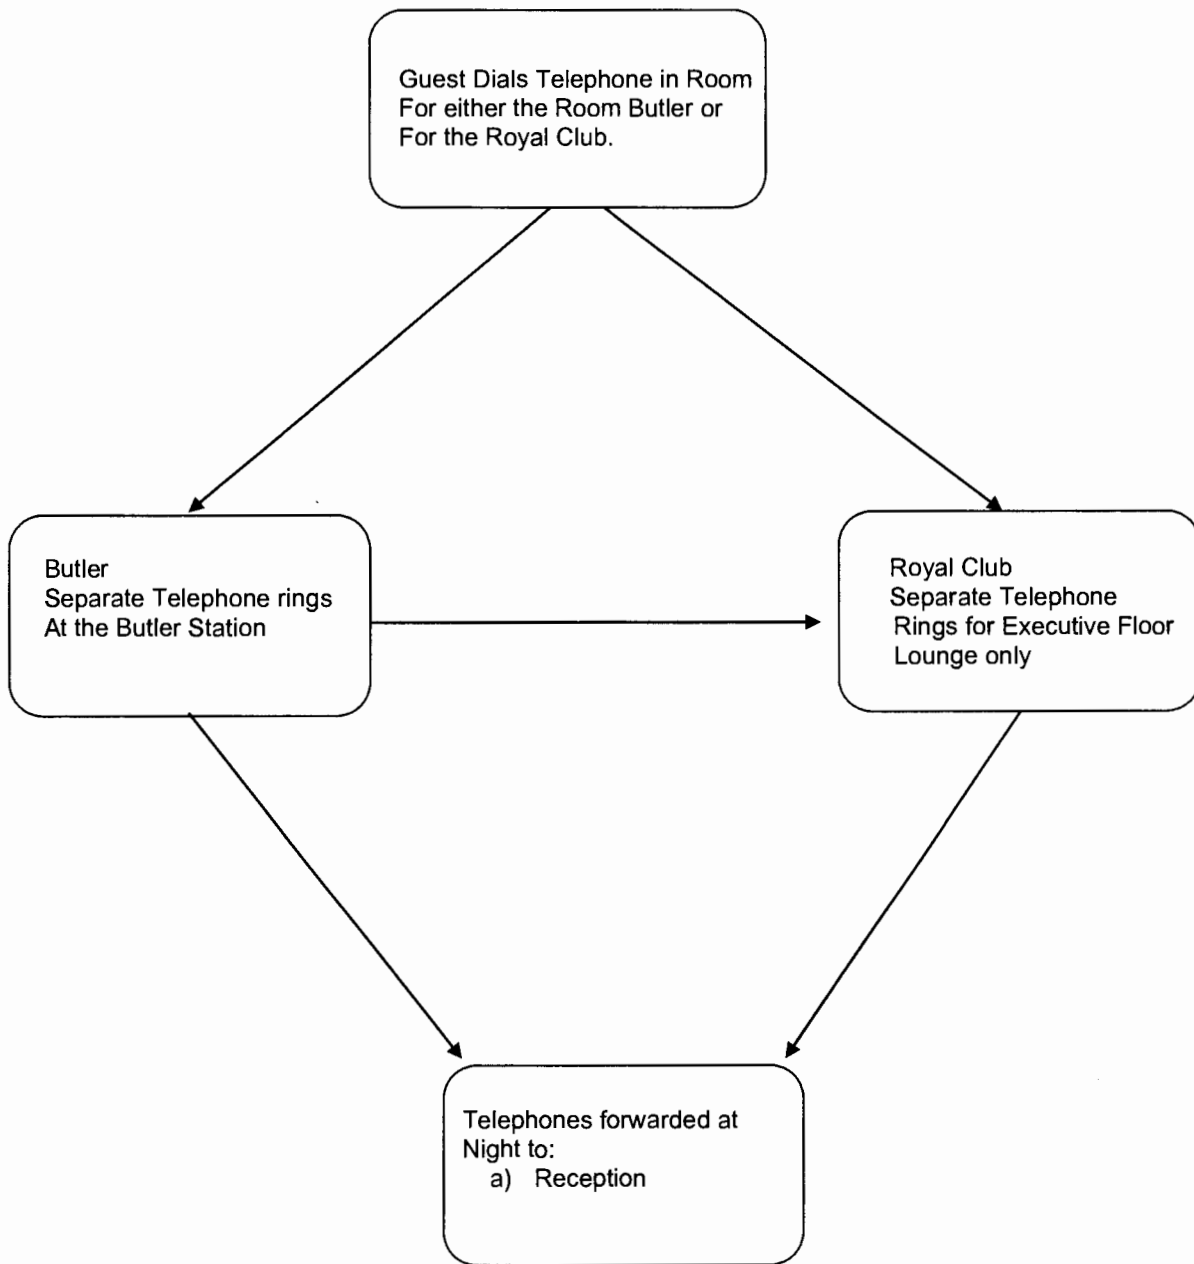 Guest Dials Telephone in Room
For either the Room Butler or
For the Royal Club.
Butler
Separate Telephone rings
At the Butler Station
Royal Club
Separate Telephone
Rings for Executive Floor
Lounge only
Telephones forwarded at
Night to:
a) Reception